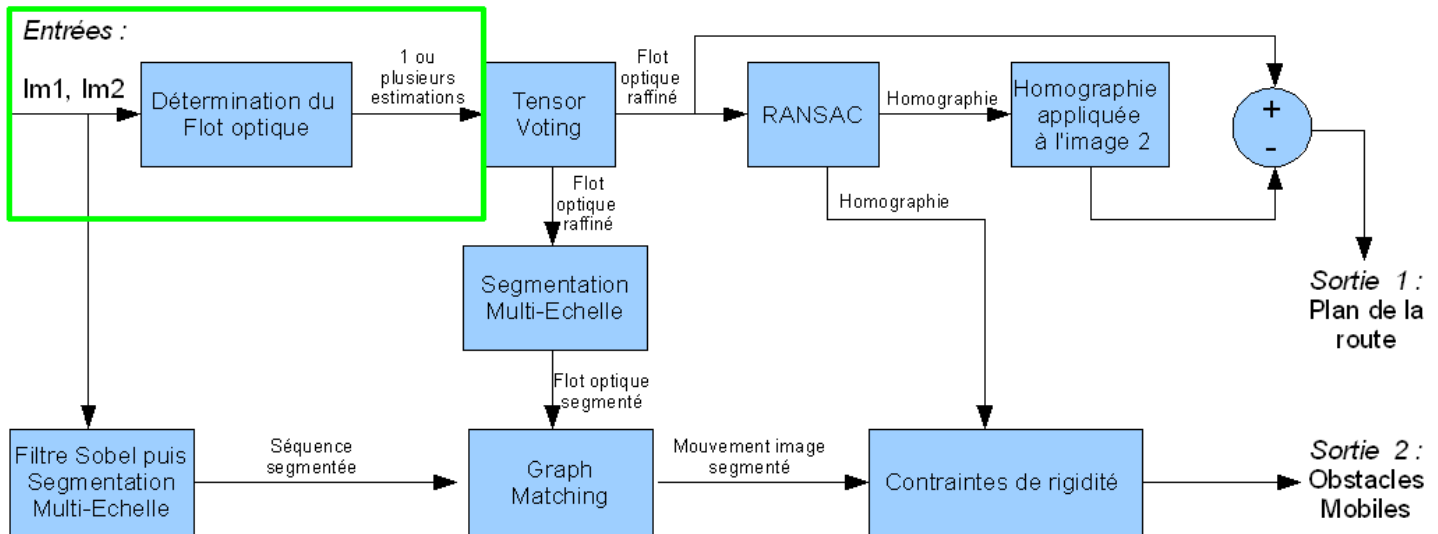 Entrées :
Im1, Im2
Détermination du
Flot optique
1 ou
plusieurs
estimations
Tensor
Voting
Flot
optique
raffiné
RANSAC
Homographie
Homographie
appliquée
à l'image 2
+
-
Flot
optique
raffiné
Homographie
Segmentation
Multi-Echelle
Sortie 1 :
Plan de la
route
Flot optique
segmenté
Filtre Sobel puis
Segmentation
Multi-Echelle
Séquence
segmentée
Graph
Matching
Mouvement image
segmenté
Contraintes de rigidité
Sortie 2 :
Obstacles
Mobiles